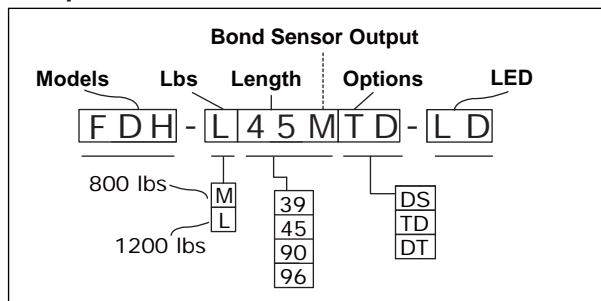 Bond Sensor Output
Models Lbs Length Options LED
FDH - L 45M TD - LD
800 lbs M
L
1200 lbs
39
45
90
96
DS
TD
DT